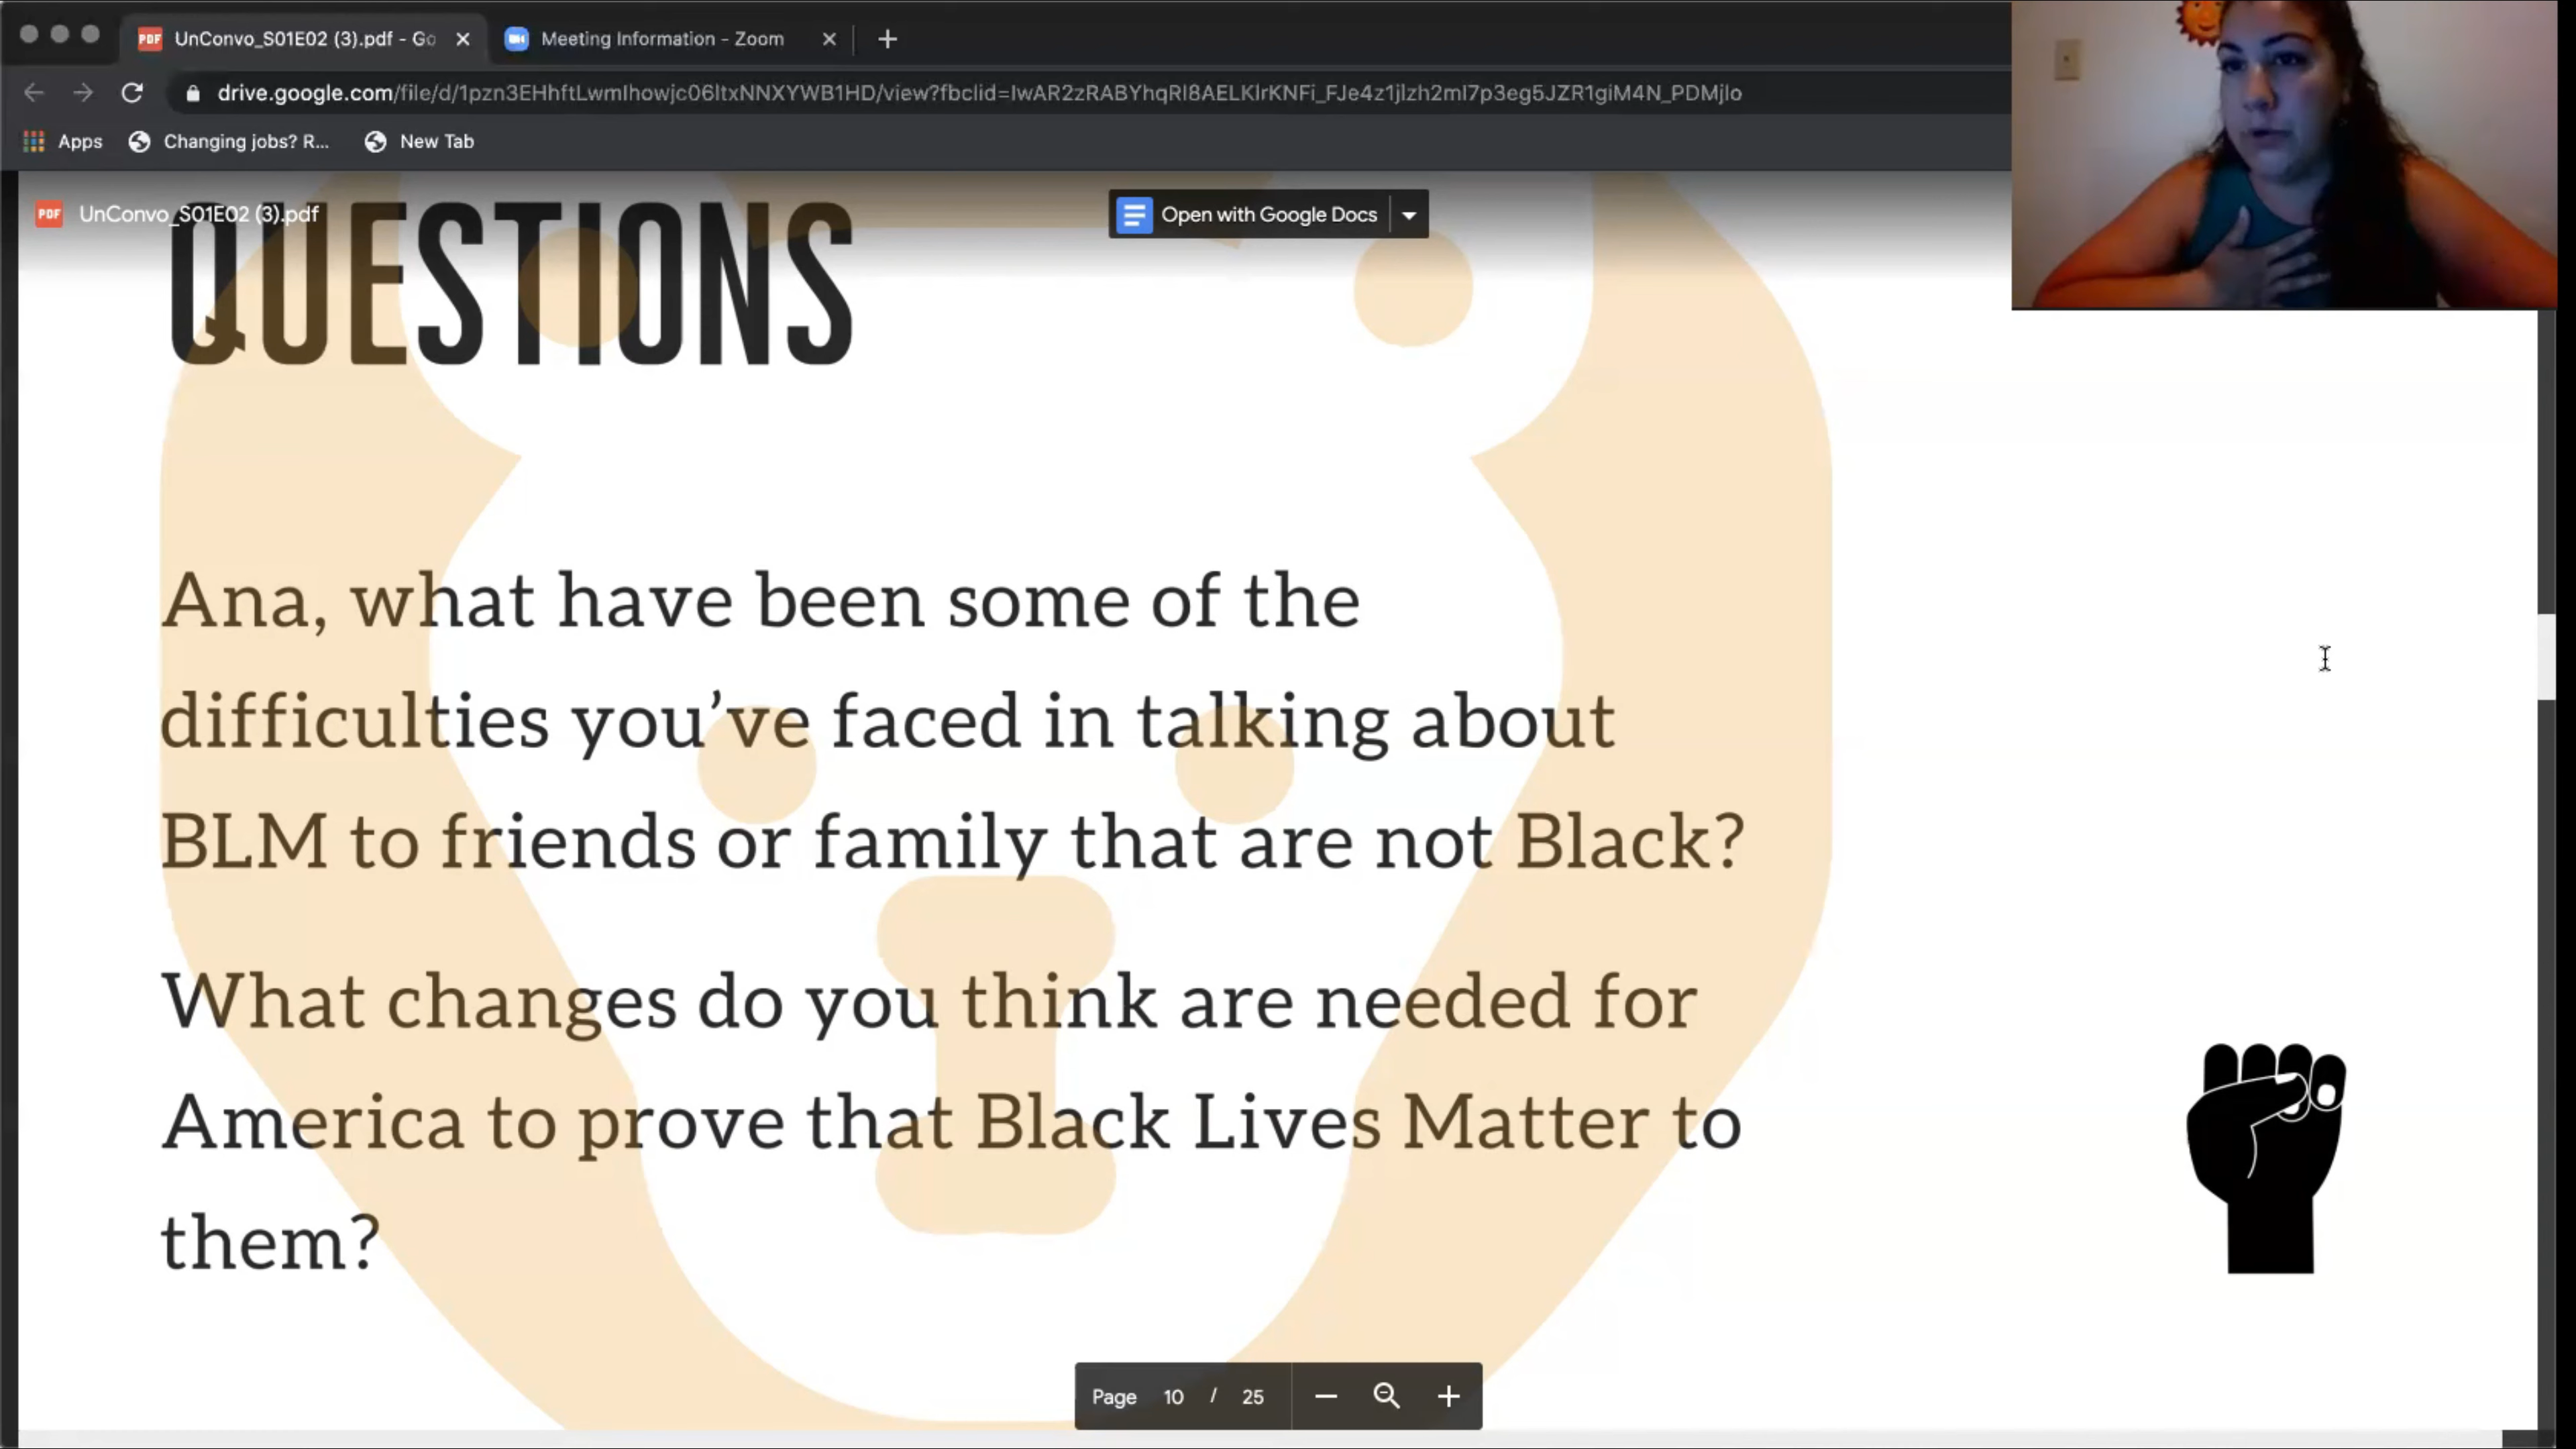 UnConvo_S01E02 (3).pdf - Go
Meeting Information - Zoom
drive.google.com/file/d/1pzn3EHhftLwmIhowjc06ltxNNXYWB1HD/view?fbclid=IwAR2zRABYhqRl8AELKlrKNFi_FJe4z1jlzh2ml7p3eg5JZR1giM4N_PDMjlo
Apps Changing jobs? R... New Tab
PDF UnConvo_S01E02 (3).pdf
Open with Google Docs
QUESTIONS
Ana, what have been some of the
difficulties you’ve faced in talking about
BLM to friends or family that are not Black?
What changes do you think are needed for
America to prove that Black Lives Matter to
them?
Page 10 / 25